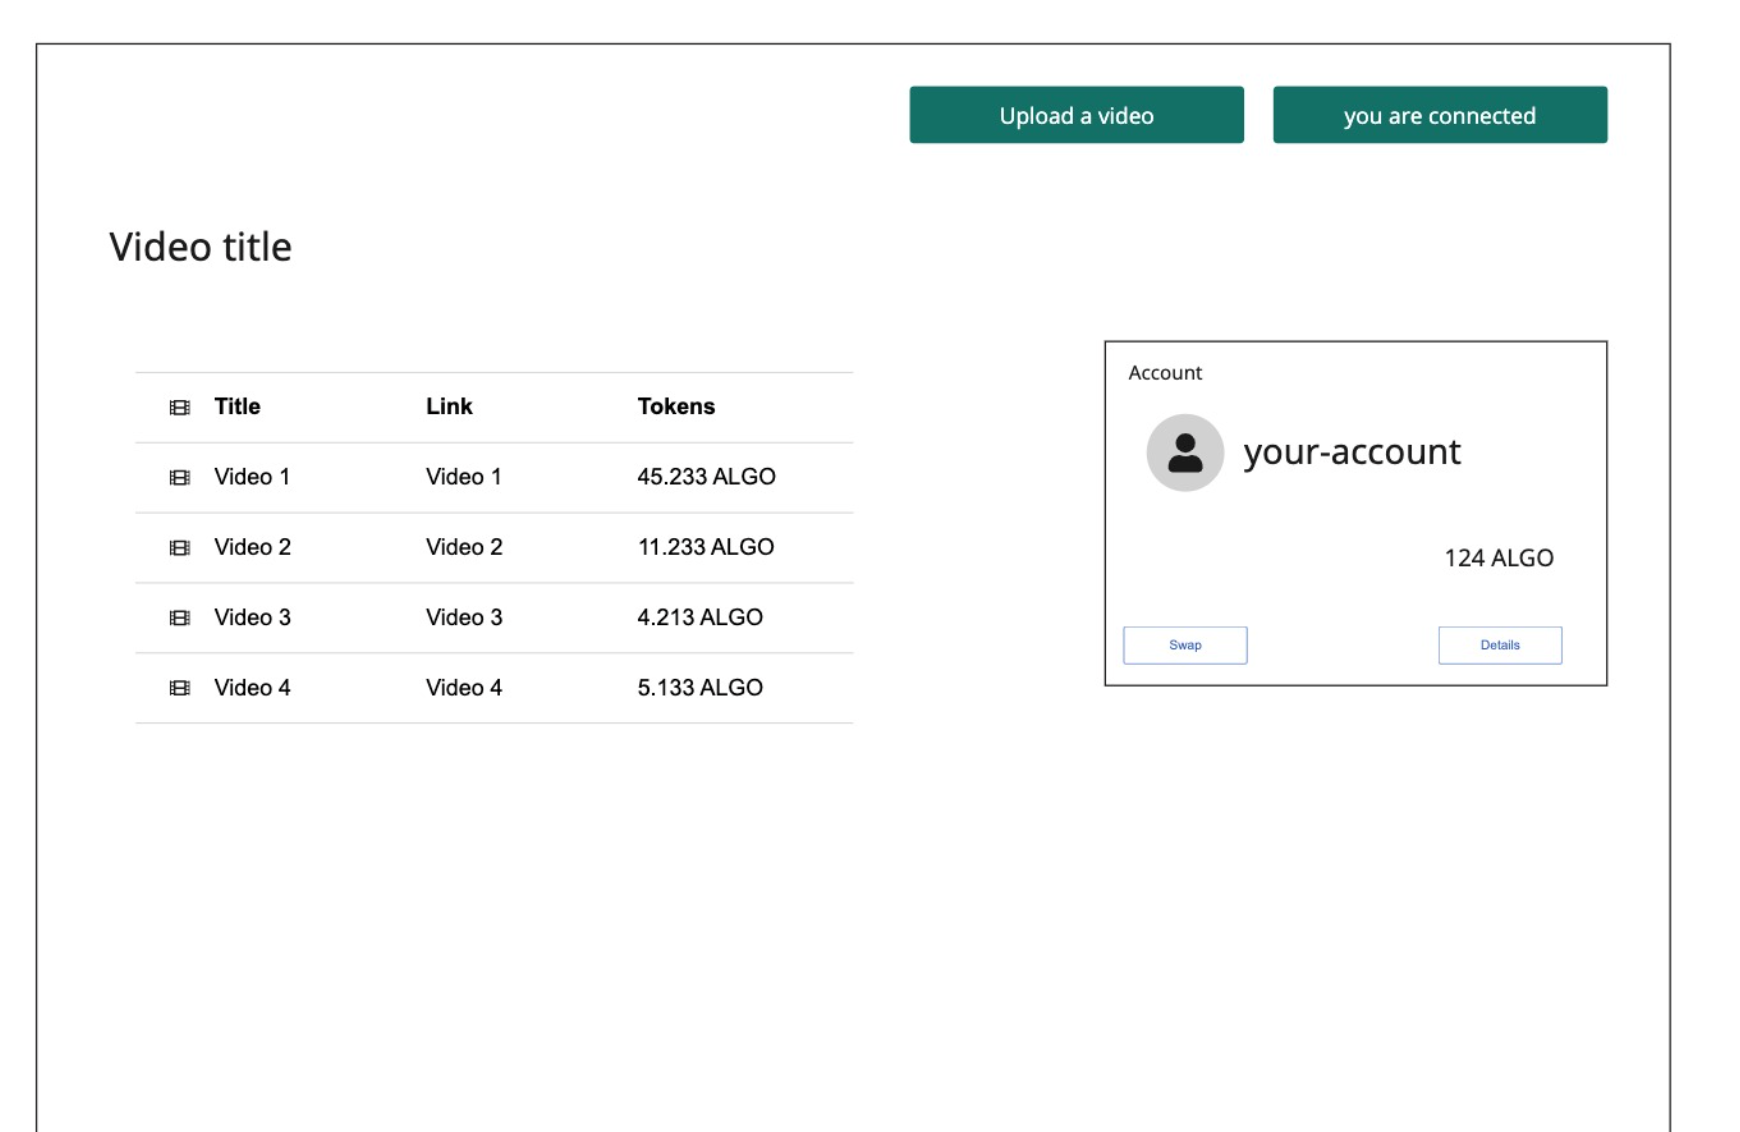 Upload a video
you are connected
Video title
Title Link Tokens
Video 1 Video 1 45.233 ALGO
Video 2 Video 2 11.233 ALGO
Video 3 Video 3 4.213 ALGO
Video 4 Video 4 5.133 ALGO
Account
your-account
124 ALGO
Swap
Details